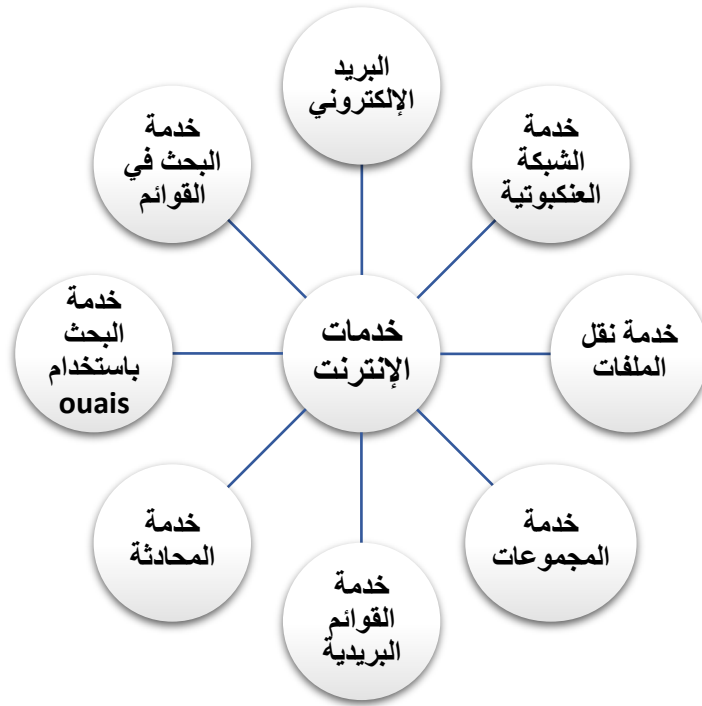 خدمات
الإنترنت
البريد
الإلكتروني
خدمة
الشبكة
العنكبوتية
خدمة نقل
الملفات
خدمة
المجموعات
خدمة
القوائم
البريدية
خدمة
المحادثة
خدمة
البحث
باستخدام
ouais
خدمة
البحث في
القوائم